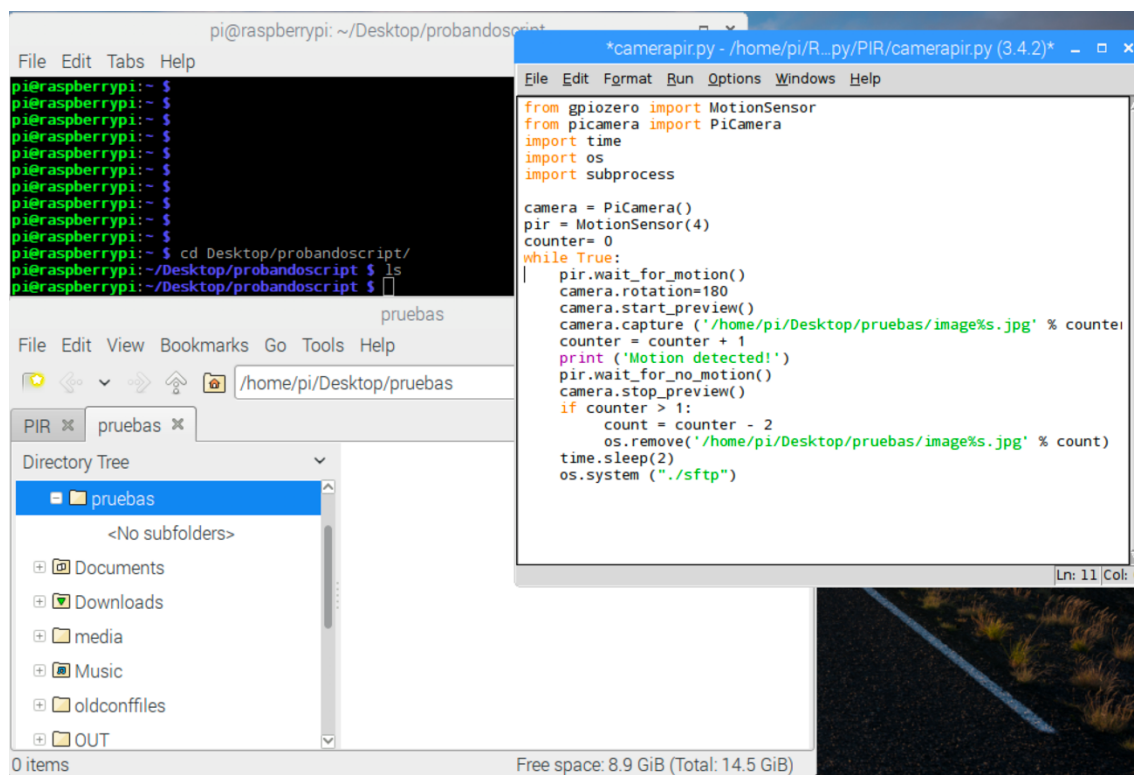 pi@raspberrypi: ~/Desktop/probandoscript
File Edit Tabs Help
pi@raspberrypi:~ $
pi@raspberrypi:~ $
pi@raspberrypi:~ $
pi@raspberrypi:~ $
pi@raspberrypi:~ $
pi@raspberrypi:~ $
pi@raspberrypi:~ $
pi@raspberrypi:~ $
pi@raspberrypi:~ $
pi@raspberrypi:~ $
pi@raspberrypi:~ $ cd Desktop/probandoscript/
pi@raspberrypi:~/Desktop/probandoscript $ ls
pi@raspberrypi:~/Desktop/probandoscript $
*camerapir.py - /home/pi/R...py/PIR/camerapir.py (3.4.2)*
File Edit Format Run Options Windows Help
from gpiozero import MotionSensor
from picamera import PiCamera
import time
import os
import subprocess
camera = PiCamera()
pir = MotionSensor(4)
counter= 0
while True:
    pir.wait_for_motion()
    camera.rotation=180
    camera.start_preview()
    camera.capture ('/home/pi/Desktop/pruebas/image%s.jpg' % counter
    counter = counter + 1
    print ('Motion detected!')
    pir.wait_for_no_motion()
    camera.stop_preview()
    if counter > 1:
         count = counter - 2
         os.remove('/home/pi/Desktop/pruebas/image%s.jpg' % count)
    time.sleep(2)
    os.system ("./sftp")
Ln: 11 Col:
pruebas
File Edit View Bookmarks Go Tools Help
/home/pi/Desktop/pruebas
PIR pruebas
Directory Tree
pruebas
<No subfolders>
Documents
Downloads
media
Music
oldconffiles
OUT
0 items Free space: 8.9 GiB (Total: 14.5 GiB)